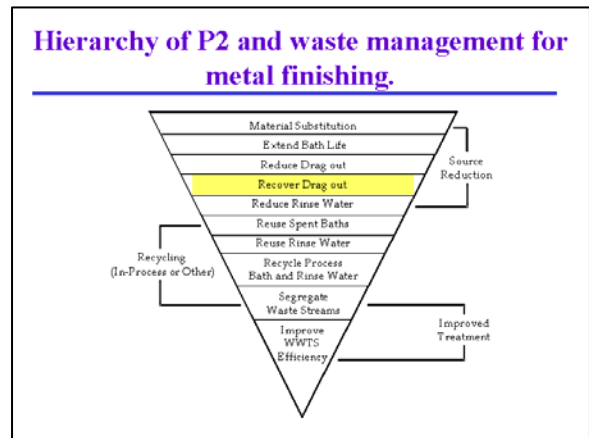 Hierarchy of P2 and waste management for
metal finishing.
Material Substitution
Extend Bath Life
Reduce Drag out
Recover Drag out
Reduce Rinse Water
Source
Reduction
Reuse Spent Baths
Reuse Rinse Water
Recycle Process
Bath and Rinse Water
Recycling
(In-Process or Other)
Segregate
Waste Streams
Improve
WWTS
Efficiency
Improved
Treatment